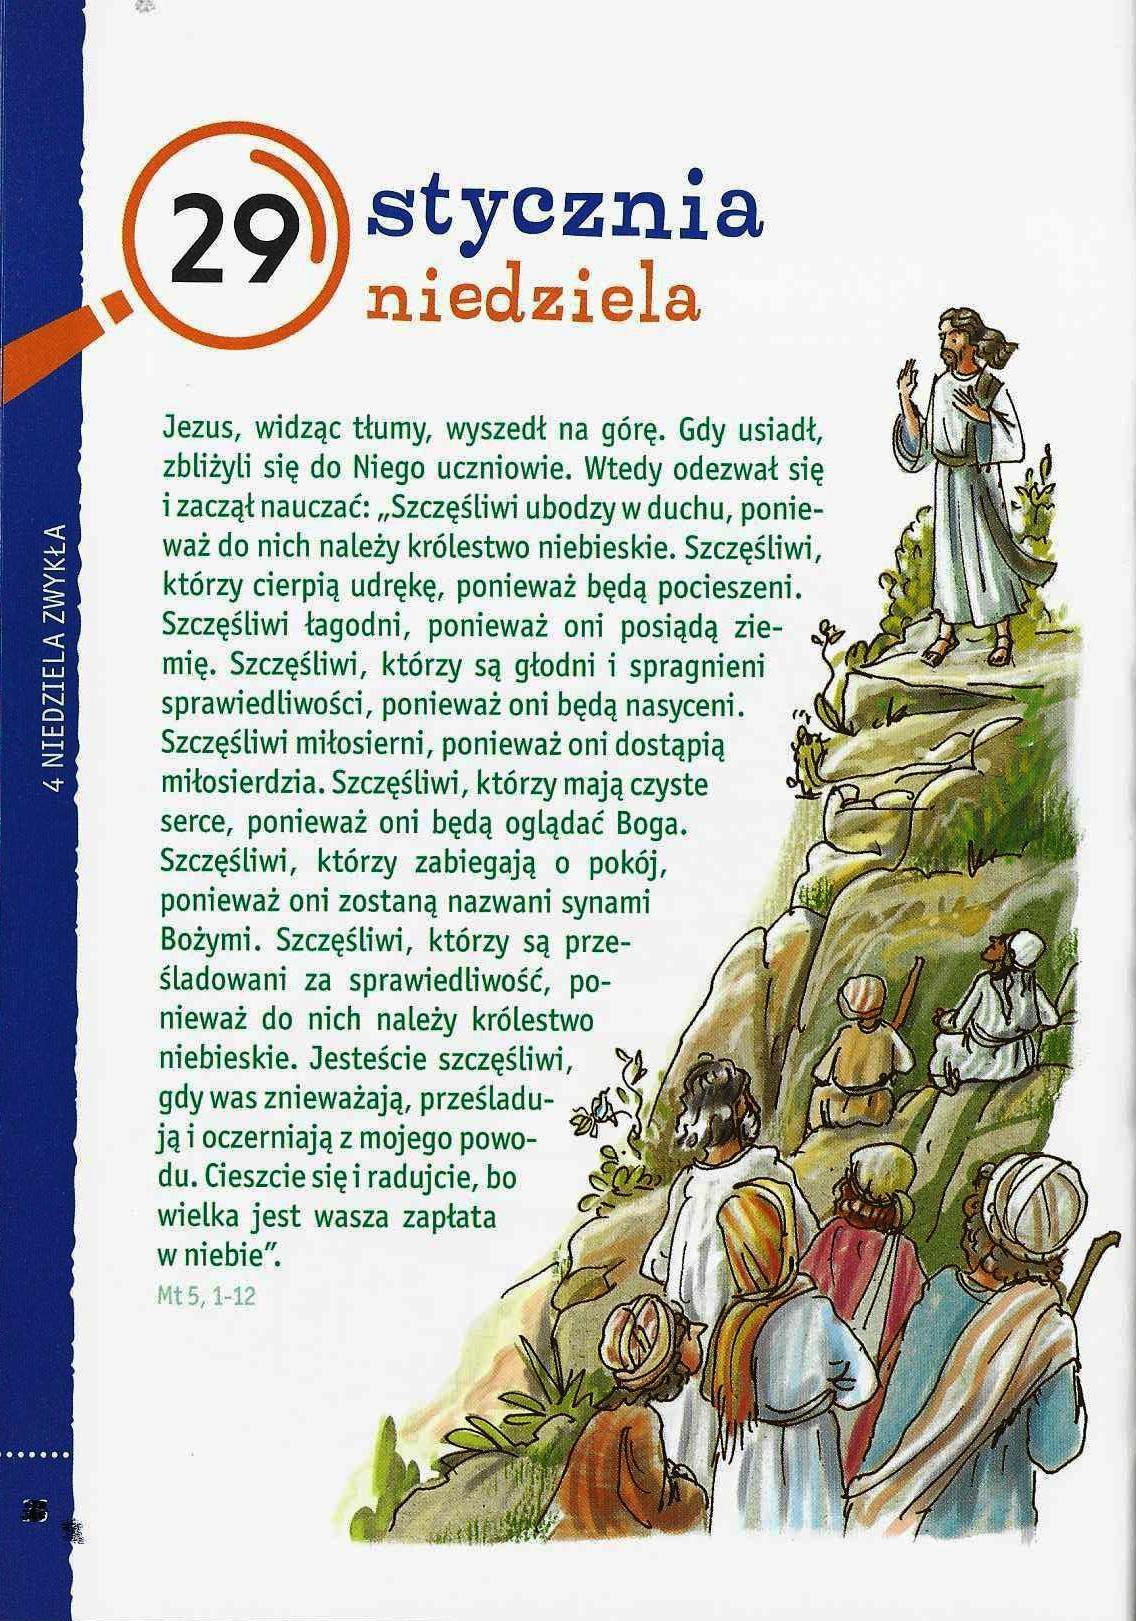 29
stycznia
niedziela
Jezus, widząc tłumy, wyszedł na górę. Gdy usiadł,
zbliżyli się do Niego uczniowie. Wtedy odezwał się
i zaczął nauczać: „Szczęśliwi ubodzy w duchu, ponie-
waż do nich należy królestwo niebieskie. Szczęśliwi,
którzy cierpią udrękę, ponieważ będą pocieszeni.
Szczęśliwi łagodni, ponieważ oni posiądą zie-
mię. Szczęśliwi, którzy są głodni i spragnieni
sprawiedliwości, ponieważ oni będą nasyceni.
Szczęśliwi miłosierni, ponieważ oni dostąpią
miłosierdzia. Szczęśliwi, którzy mają czyste
serce, ponieważ oni będą oglądać Boga.
Szczęśliwi, którzy zabiegają o pokój,
ponieważ oni zostaną nazwani synami
Bożymi. Szczęśliwi, którzy są prze-
śladowani za sprawiedliwość, po-
nieważ do nich należy królestwo
niebieskie. Jesteście szczęśliwi,
gdy was znieważają, prześladu-
ją i oczerniają z mojego powo-
du. Cieszcie się i radujcie, bo
wielka jest wasza zapłata
w niebie”.
Mt 5, 1-12
4 NIEDZIELA ZWYKŁA